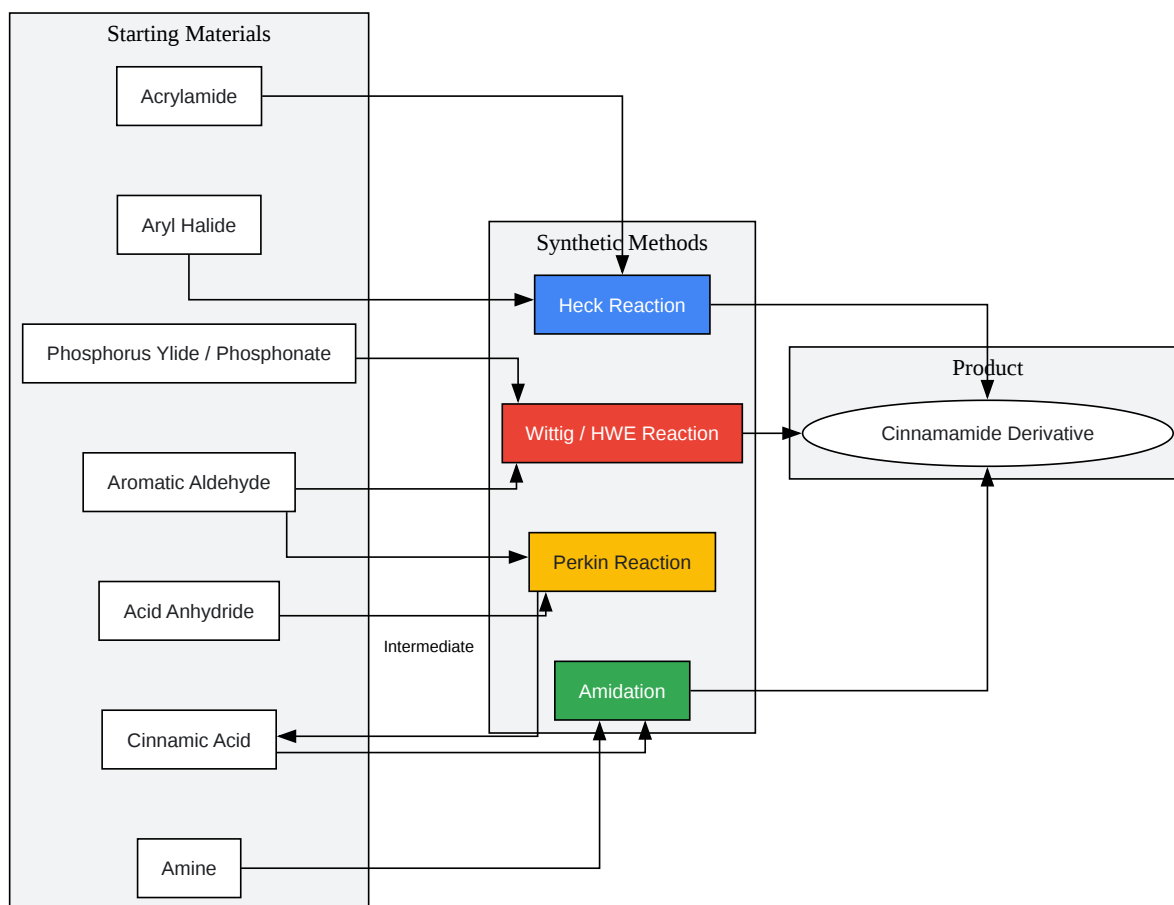 Starting Materials
Acrylamide
Aryl Halide
Phosphorus Ylide / Phosphonate
Aromatic Aldehyde
Acid Anhydride
Cinnamic Acid
Amine
Intermediate
Synthetic Methods
Heck Reaction
Wittig / HWE Reaction
Perkin Reaction
Amidation
Product
Cinnamamide Derivative